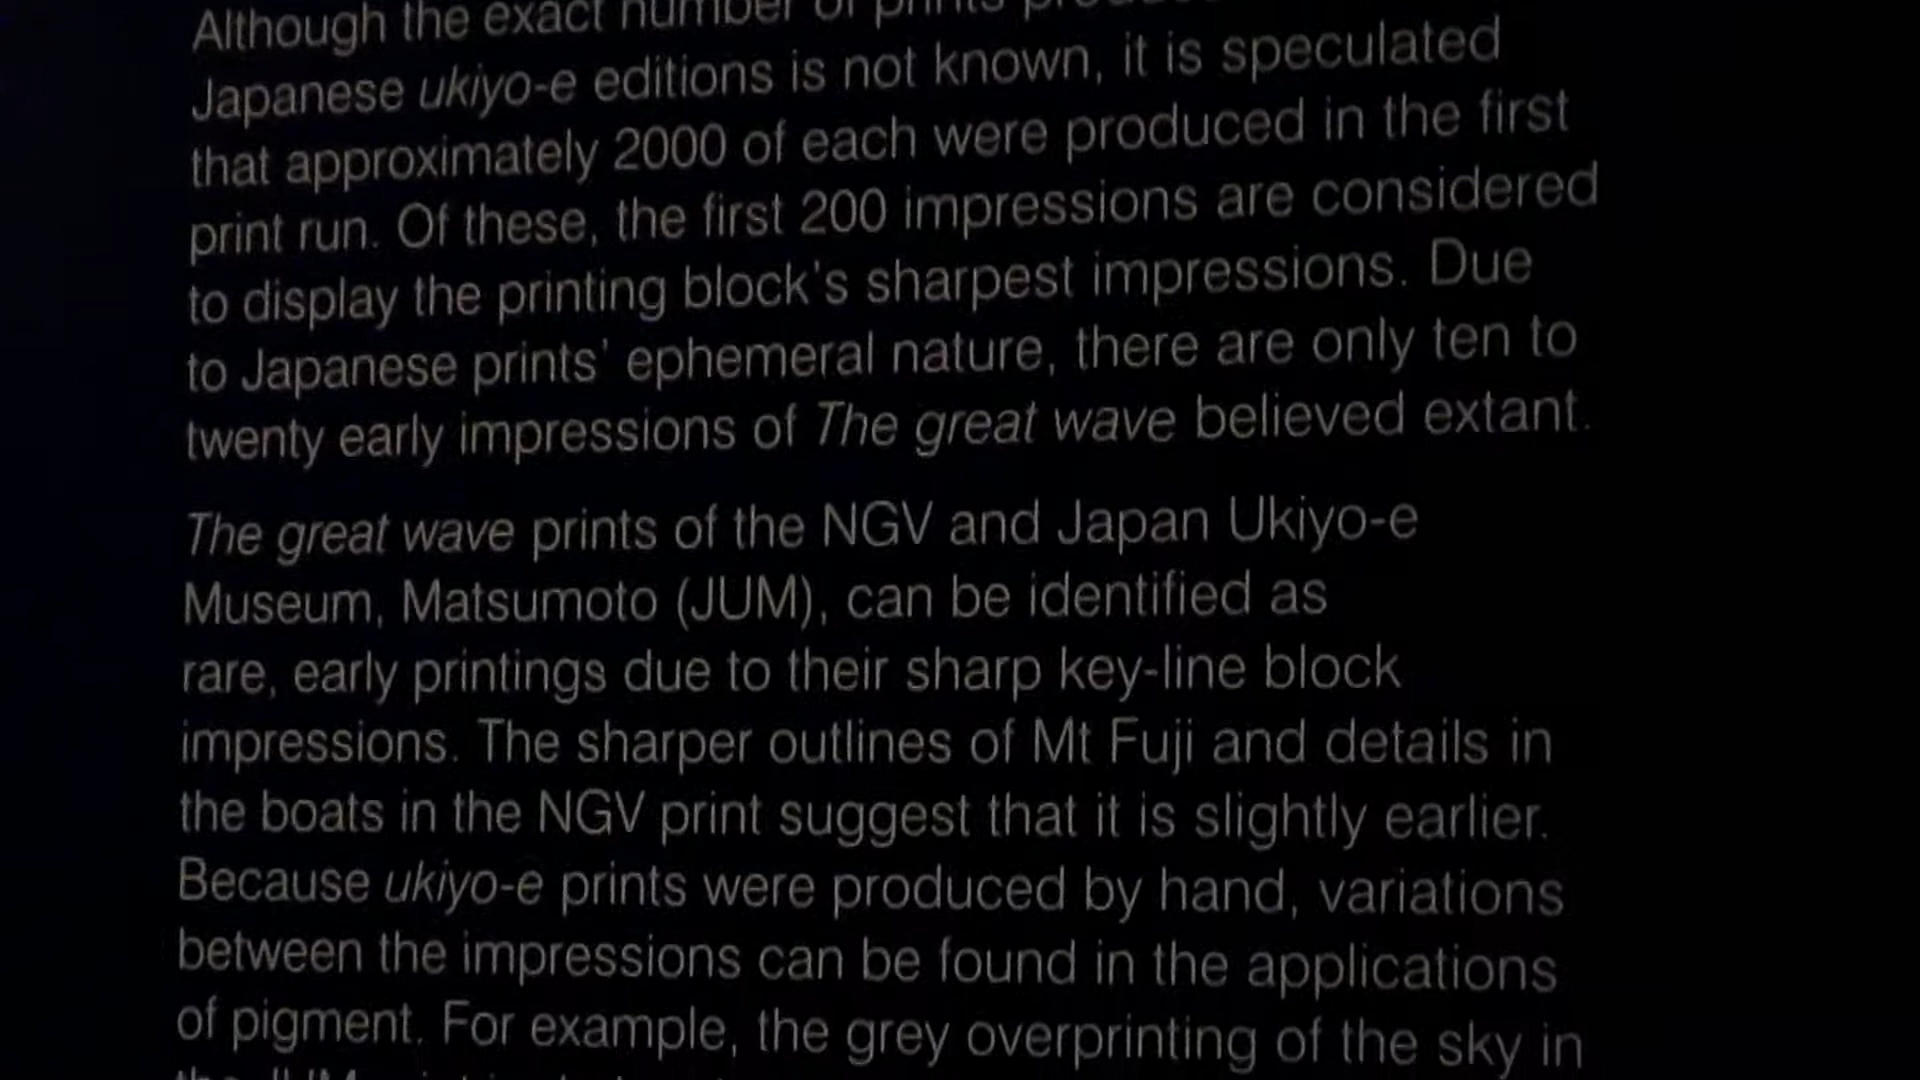 Although the exact number of prints
Japanese ukiyo-e editions is not known, it is speculated
that approximately 2000 of each were produced in the first
print run. Of these, the first 200 impressions are considered
to display the printing block's sharpest impressions. Due
to Japanese prints' ephemeral nature, there are only ten to
twenty early impressions of The great wave believed extant.
The great wave prints of the NGV and Japan Ukiyo-e
Museum, Matsumoto (JUM), can be identified as
rare, early printings due to their sharp key-line block
impressions. The sharper outlines of Mt Fuji and details in
the boats in the NGV print suggest that it is slightly earlier.
Because ukiyo-e prints were produced by hand, variations
between the impressions can be found in the applications
of pigment. For example, the grey overprinting of the sky in